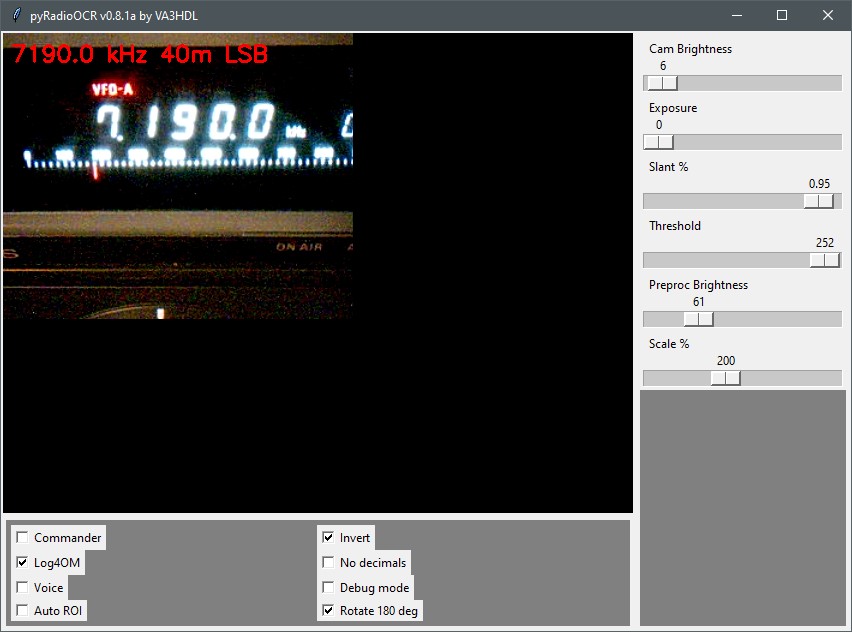 pyRadioOCR v0.8.1a by VA3HDL
7190.0 kHz 40m LSB
VFO-A
7.190.0 kHz
ON AIR
Cam Brightness
6
Exposure
0
Slant %
0.95
Threshold
252
Preproc Brightness
61
Scale %
200
Commander
Log4OM
Voice
Auto ROI
Invert
No decimals
Debug mode
Rotate 180 deg